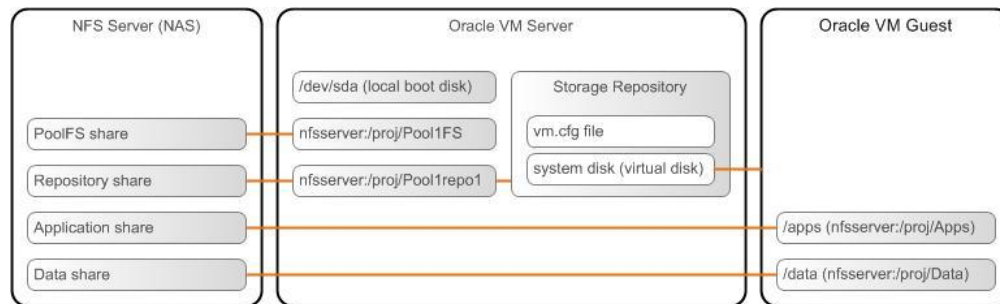 NFS Server (NAS)
Oracle VM Server
Oracle VM Guest
/dev/sda (local boot disk)
Storage Repository
PoolFS share
nfsserver:/proj/Pool1FS
vm.cfg file
Repository share
nfsserver:/proj/Pool1repo1
system disk (virtual disk)
Application share
/apps (nfsserver:/proj/Apps)
Data share
/data (nfsserver:/proj/Data)